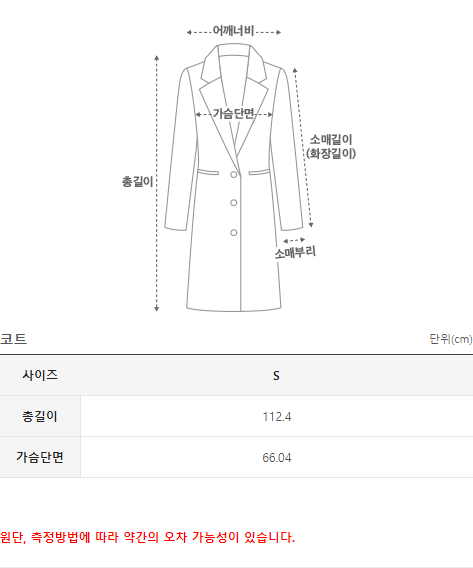 어깨너비
가슴단면
소매길이
(화장길이)
총길이
소매부리
코트 단위(cm)
사이즈 S
총길이 112.4
가슴단면 66.04
원단, 측정방법에 따라 약간의 오차 가능성이 있습니다.